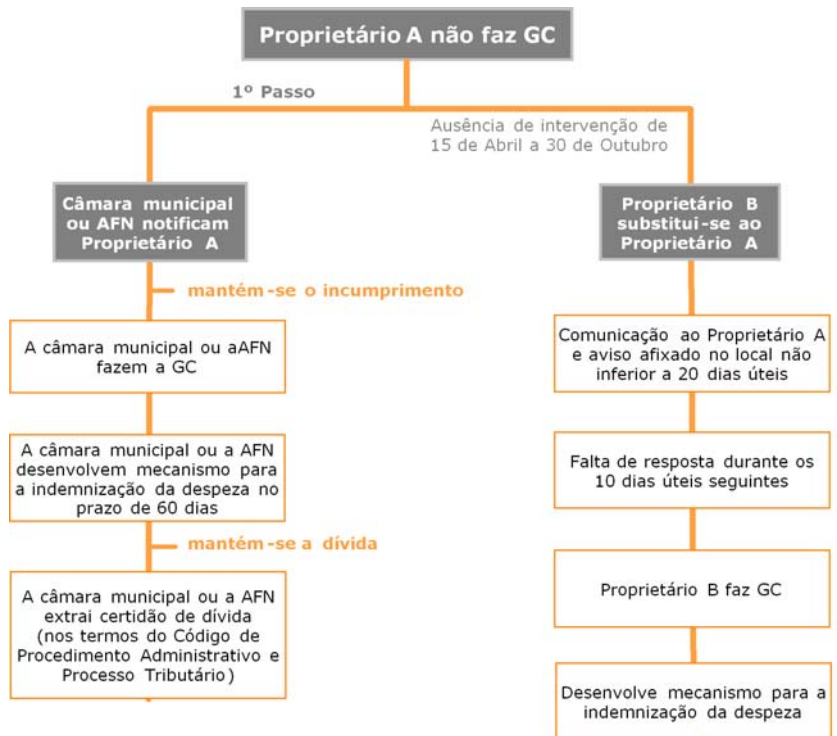 Proprietário A não faz GC
1º Passo
Ausência de intervenção de
15 de Abril a 30 de Outubro
Câmara municipal
ou AFN notificam
Proprietário A
mantém-se o incumprimento
A câmara municipal ou aAFN
fazem a GC
A câmara municipal ou a AFN
desenvolvem mecanismo para
a indemnização da despeza no
prazo de 60 dias
mantém-se a dívida
A câmara municipal ou a AFN
extrai certidão de dívida
(nos termos do Código de
Procedimento Administrativo e
Processo Tributário)
Proprietário B
substitui-se ao
Proprietário A
Comunicação ao Proprietário A
e aviso afixado no local não
inferior a 20 dias úteis
Falta de resposta durante os
10 dias úteis seguintes
Proprietário B faz GC
Desenvolve mecanismo para a
indemnização da despeza